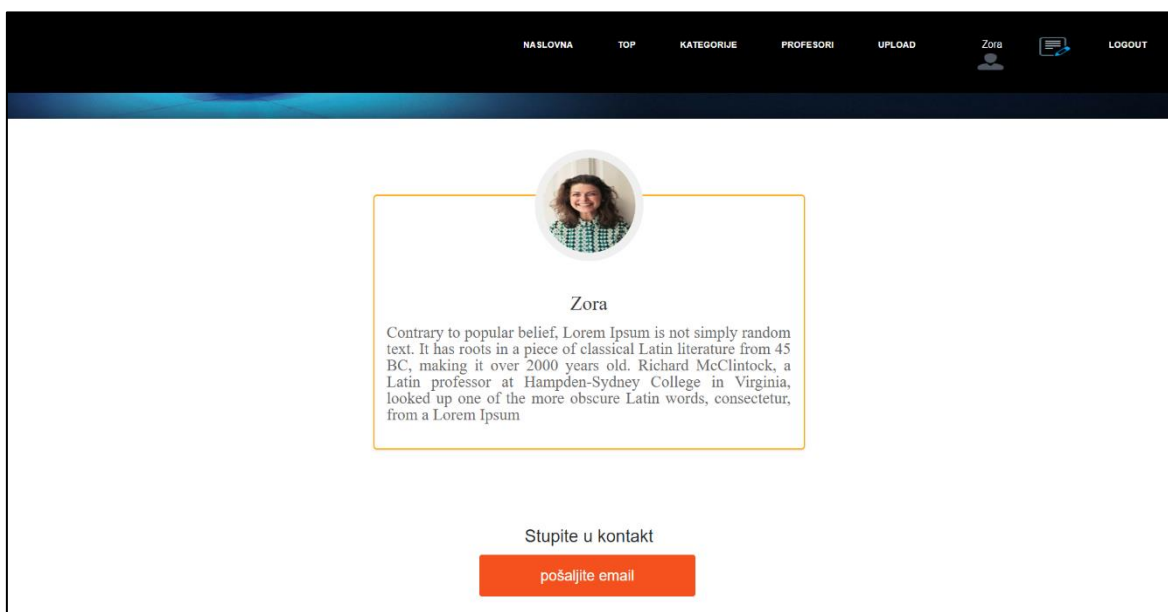 NASLOVNA TOP KATEGORIJE PROFESORI UPLOAD Zora LOGOUT
Zora
Contrary to popular belief, Lorem Ipsum is not simply random
text. It has roots in a piece of classical Latin literature from 45
BC, making it over 2000 years old. Richard McClintock, a
Latin professor at Hampden-Sydney College in Virginia,
looked up one of the more obscure Latin words, consectetur,
from a Lorem Ipsum
Stupite u kontakt
pošaljite email